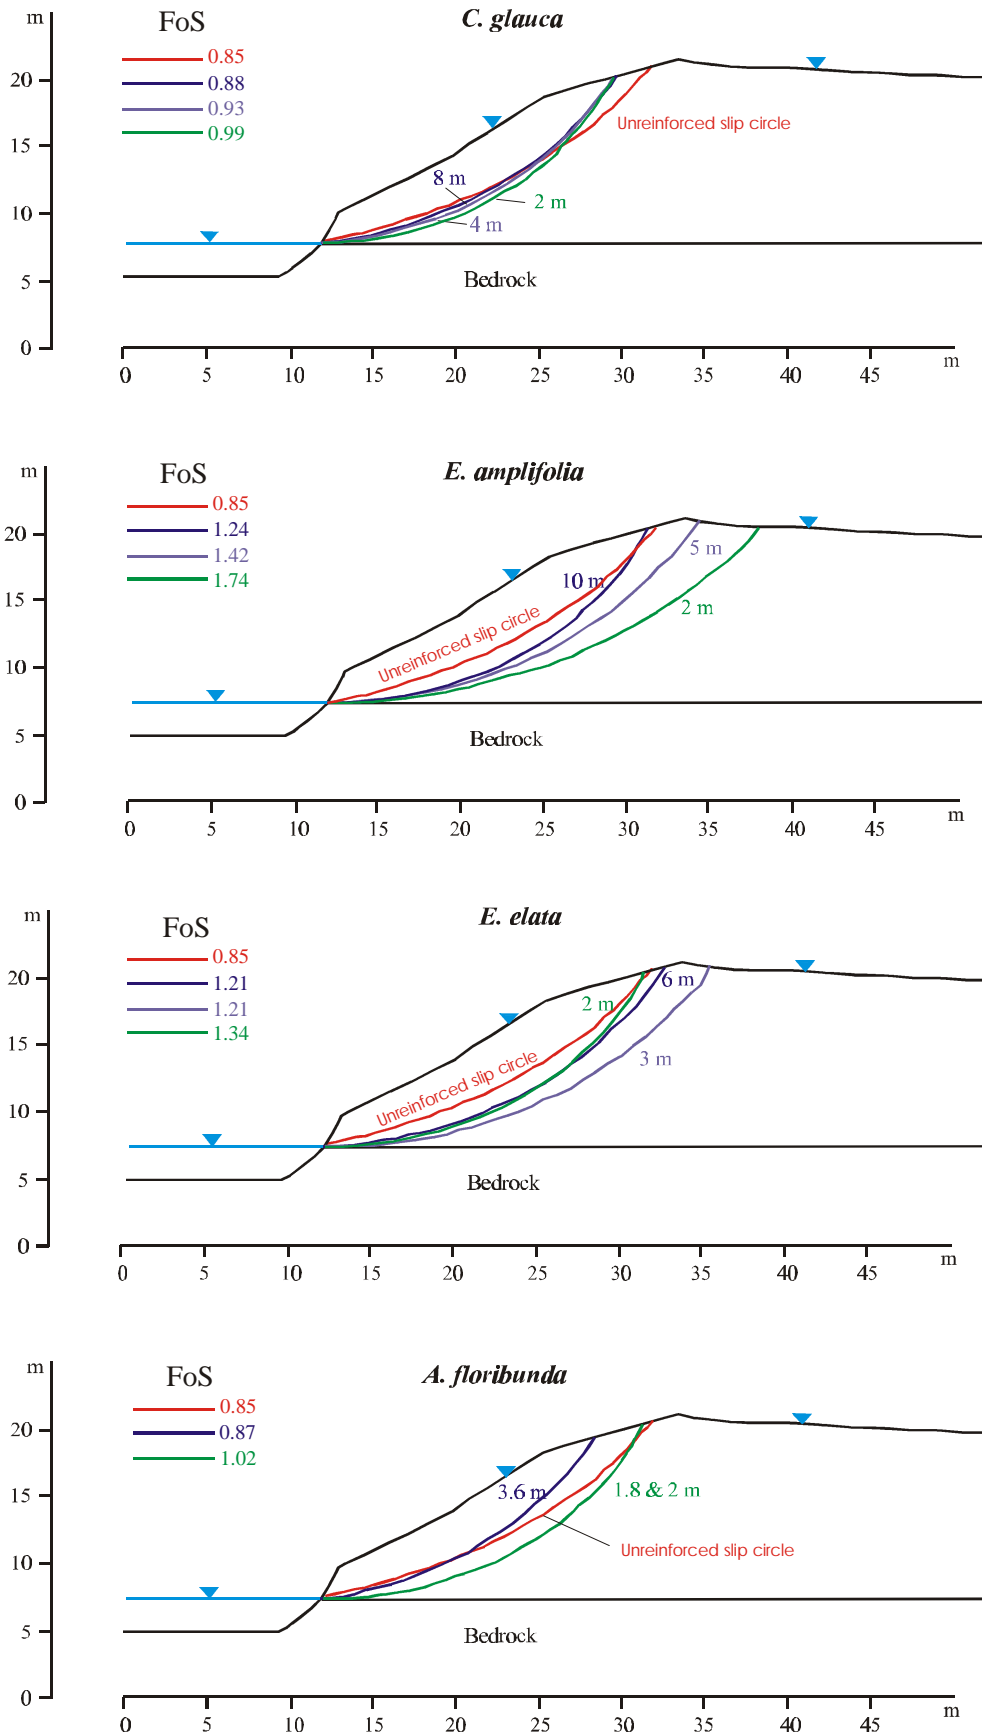 m FoS C. glauca
0.85
20 0.88
0.93
0.99
Unreinforced slip circle
15
8 m
2 m
10
4 m
5 Bedrock
0
m
0 5 10 15 20 25 30 35 40 45
m FoS E. amplifolia
0.85
20 1.24
1.42
5 m
1.74
10 m
15
2 m
Unreinforced slip circle
10
5 Bedrock
0
m
0 5 10 15 20 25 30 35 40 45
m FoS E. elata
0.85
20 1.21
6 m
1.21
2 m
1.34
15
3 m
Unreinforced slip circle
10
5 Bedrock
0
m
0 5 10 15 20 25 30 35 40 45
m FoS A. floribunda
0.85
20 0.87
1.02
3.6 m 1.8 & 2 m
15
Unreinforced slip circle
10
5 Bedrock
0
m
0 5 10 15 20 25 30 35 40 45